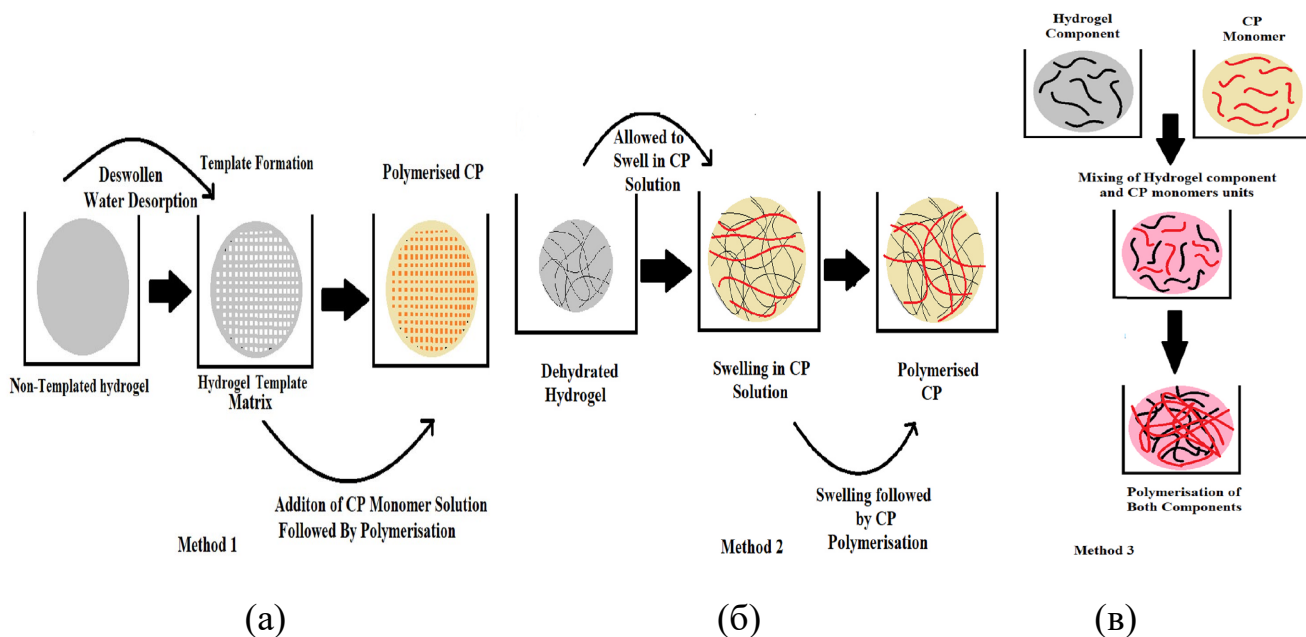 Deswollen
Water Desorption
Template Formation
Polymerised CP
Non-Templated hydrogel
Hydrogel Template
Matrix
Additon of CP Monomer Solution
Followed By Polymerisation
Method 1
Allowed to
Swell in CP
Solution
Dehydrated
Hydrogel
Swelling in CP
Solution
Polymerised
CP
Swelling followed
by CP
Polymerisation
Method 2
Hydrogel
Component
CP
Monomer
Mixing of Hydrogel component
and CP monomers units
Polymerisation of
Both Components
Method 3
(а)
(б)
(в)